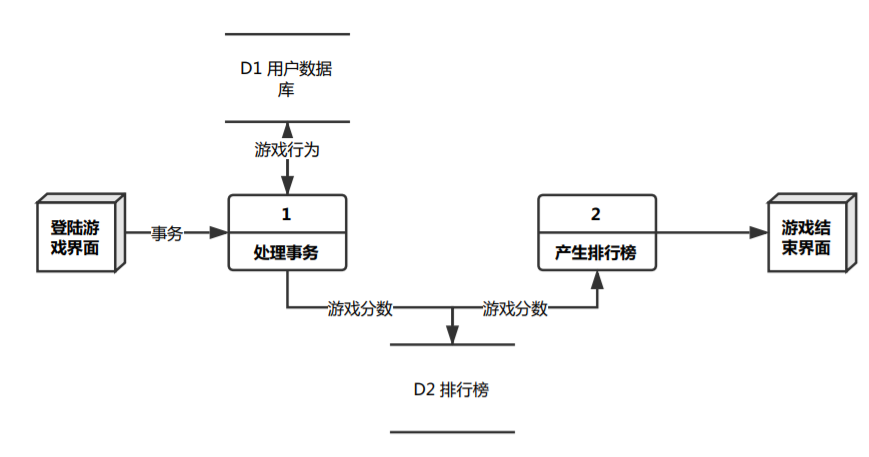 D1 用户数据
库
游戏行为
登陆游
戏界面
事务
1
处理事务
2
产生排行榜
游戏结
束界面
游戏分数
游戏分数
D2 排行榜